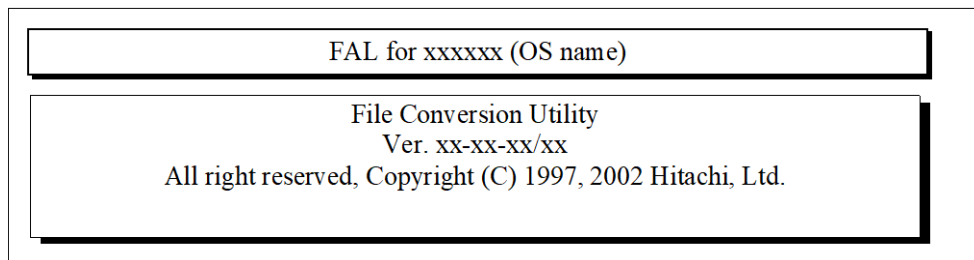 FAL for xxxxxx (OS name)
File Conversion Utility
Ver. xx-xx-xx/xx
All right reserved, Copyright (C) 1997, 2002 Hitachi, Ltd.